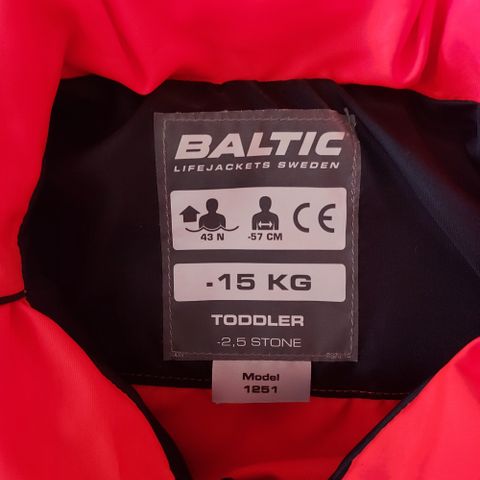 BALTIC
LIFEJACKETS SWEDEN
43 N
-57 CM
CE
-15 KG
TODDLER
-2,5 STONE
Model
1251